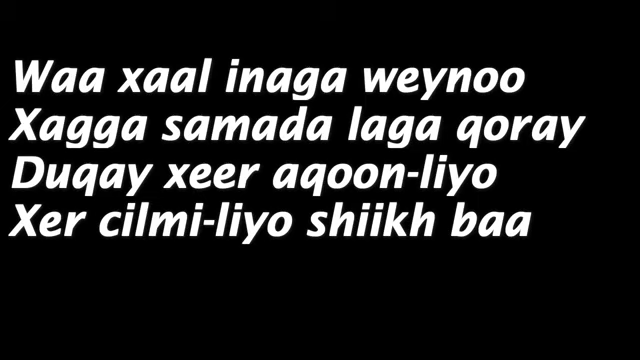 Waa xaal inaga weynoo
Xagga samada laga qoray
Duqay xeer aqoon-liyo
Xer cilmi-liyo shiikh baa